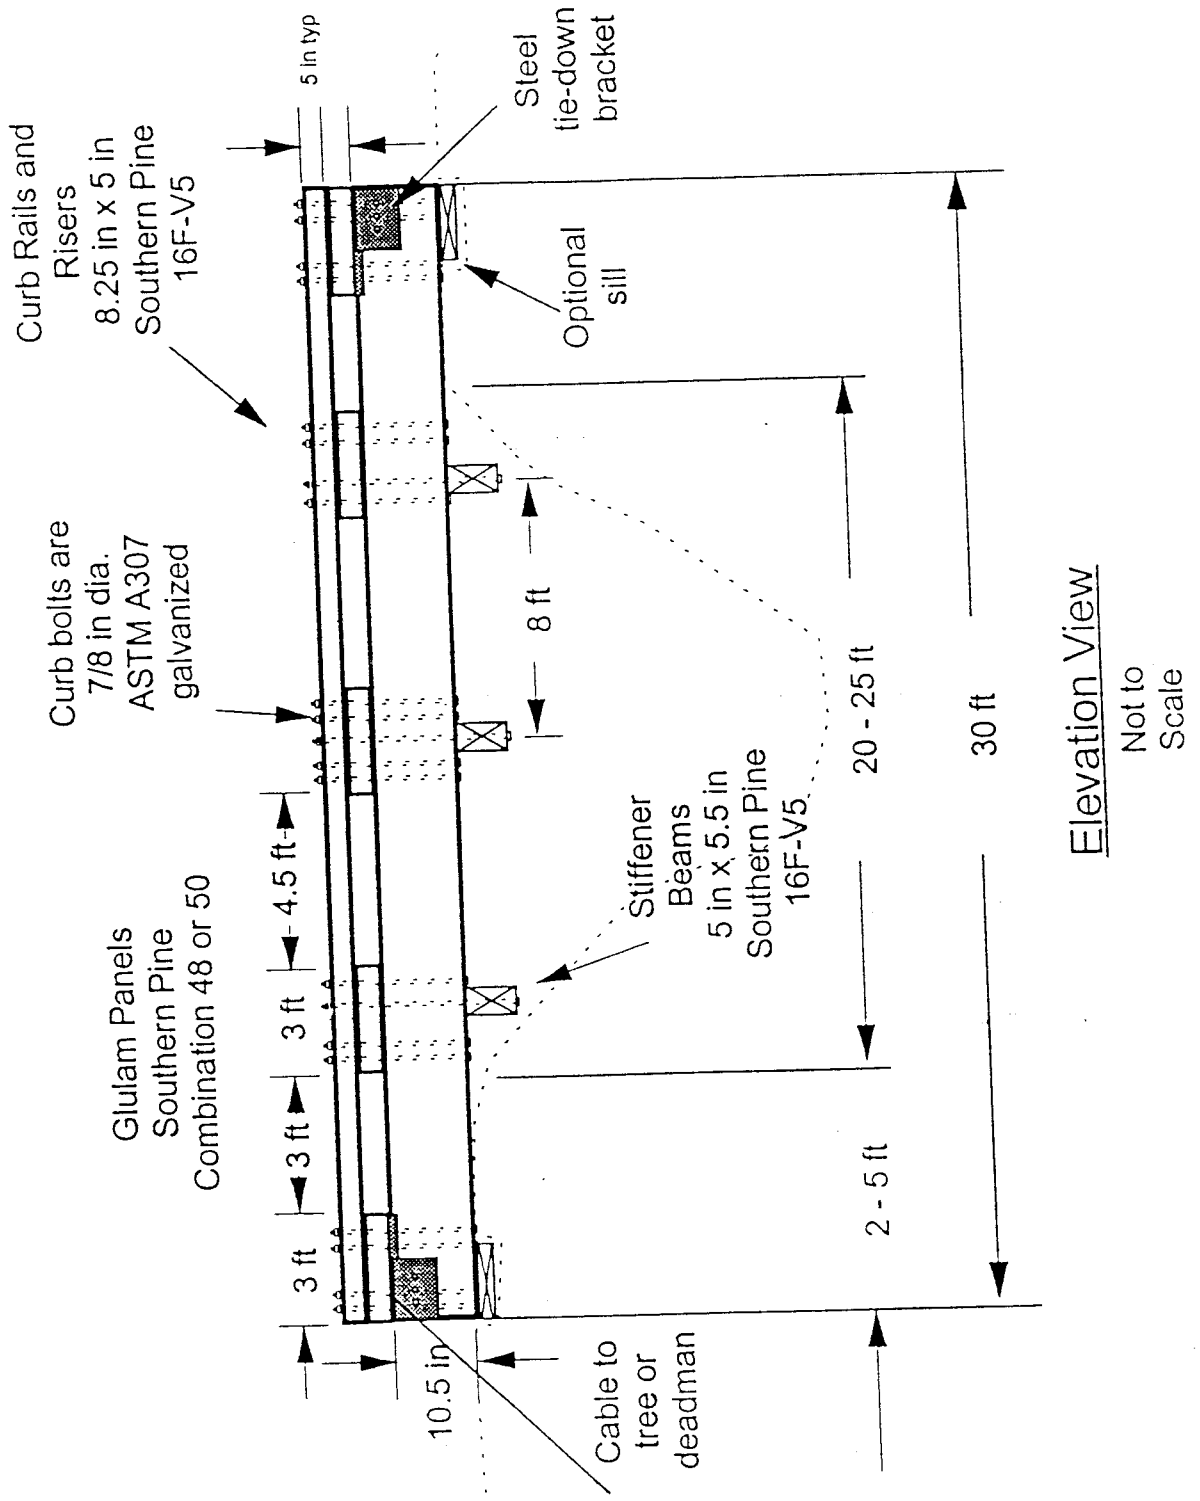 Glulam Panels
Southern Pine
Combination 48 or 50
Curb bolts are
7/8 in dia.
ASTM A307
galvanized
Curb Rails and
Risers
8.25 in x 5 in
Southern Pine
16F-V5
3 ft
3 ft
3 ft
4.5 ft
5 in typ
10.5 in
Cable to
tree or
deadman
Stiffener
Beams
5 in x 5.5 in
Southern Pine
16F-V5
8 ft
Optional
sill
Steel
tie-down
bracket
2 - 5 ft
20 - 25 ft
30 ft
Elevation View
Not to
Scale